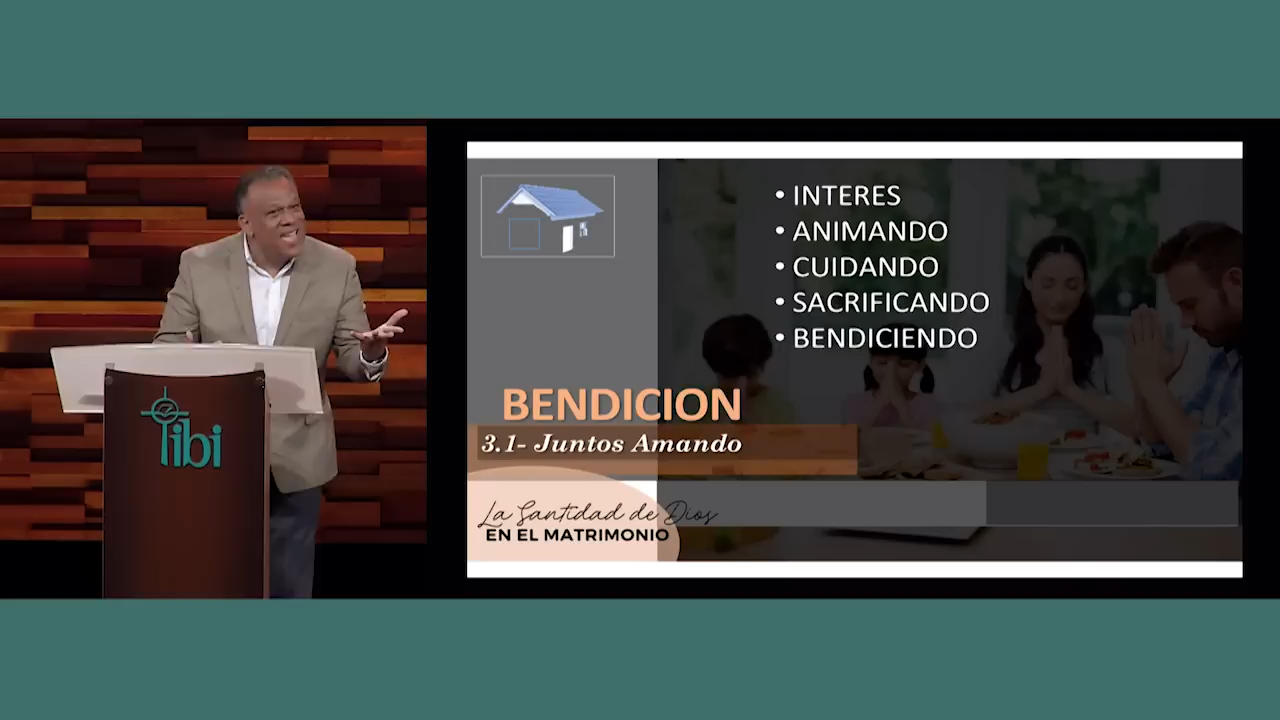 ibi
• INTERES
• ANIMANDO
• CUIDANDO
• SACRIFICANDO
• BENDICIENDO
BENDICION
3.1- Juntos Amando
La Santidad de Dios
EN EL MATRIMONIO